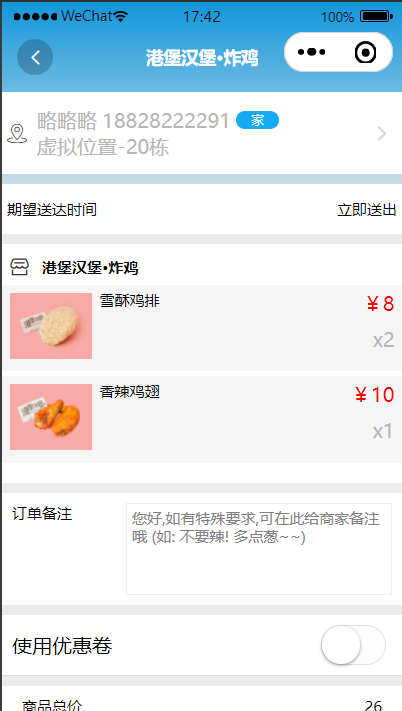 WeChat 17:42 100%
港堡汉堡•炸鸡
略略略 18828222291 家
虚拟位置-20栋
期望送达时间 立即送出
港堡汉堡•炸鸡
雪酥鸡排 ¥8
x2
香辣鸡翅 ¥10
x1
订单备注
您好,如有特殊要求,可在此给商家备注
哦 (如: 不要辣! 多点葱~~)
使用优惠卷
商品总价 26